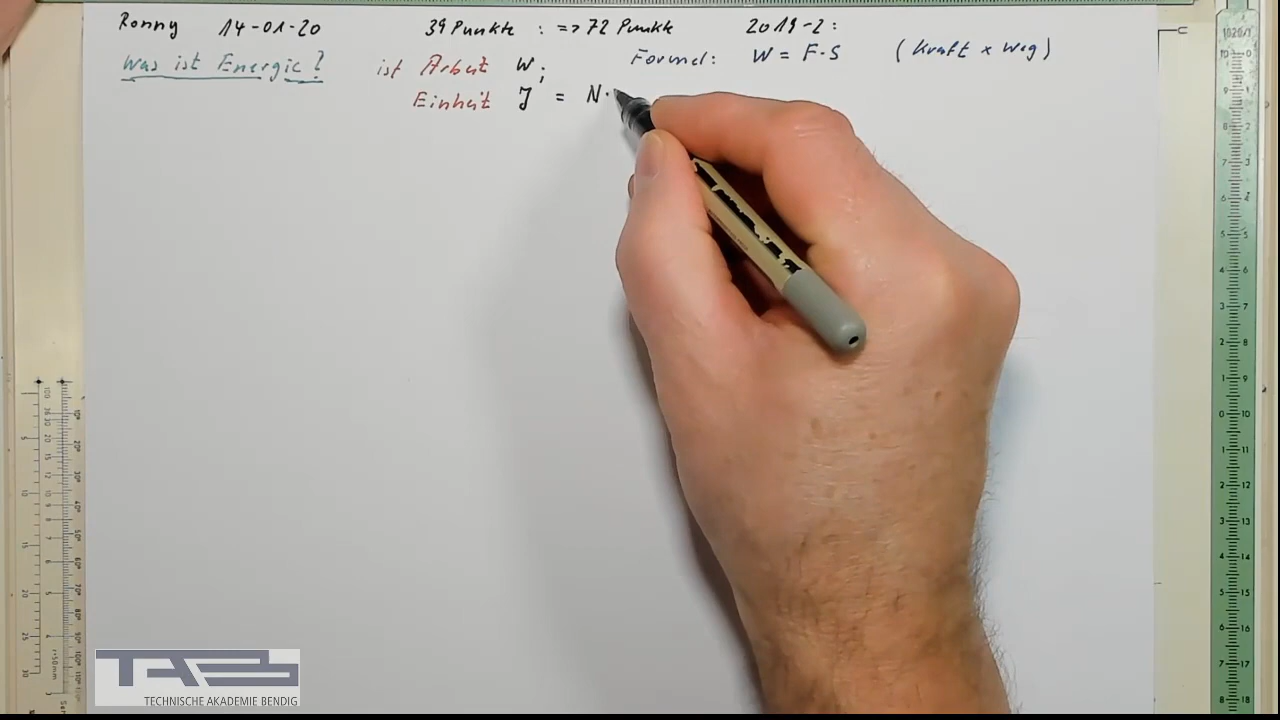 Ronny 14-01-20 39 Punkte : => 72 Punkte 2019-2:
Was ist Energie? ist Arbeit W; Formel: W = F·S (Kraft x Weg)
Einheit J = N·
TAB
TECHNISCHE AKADEMIE BENDIG